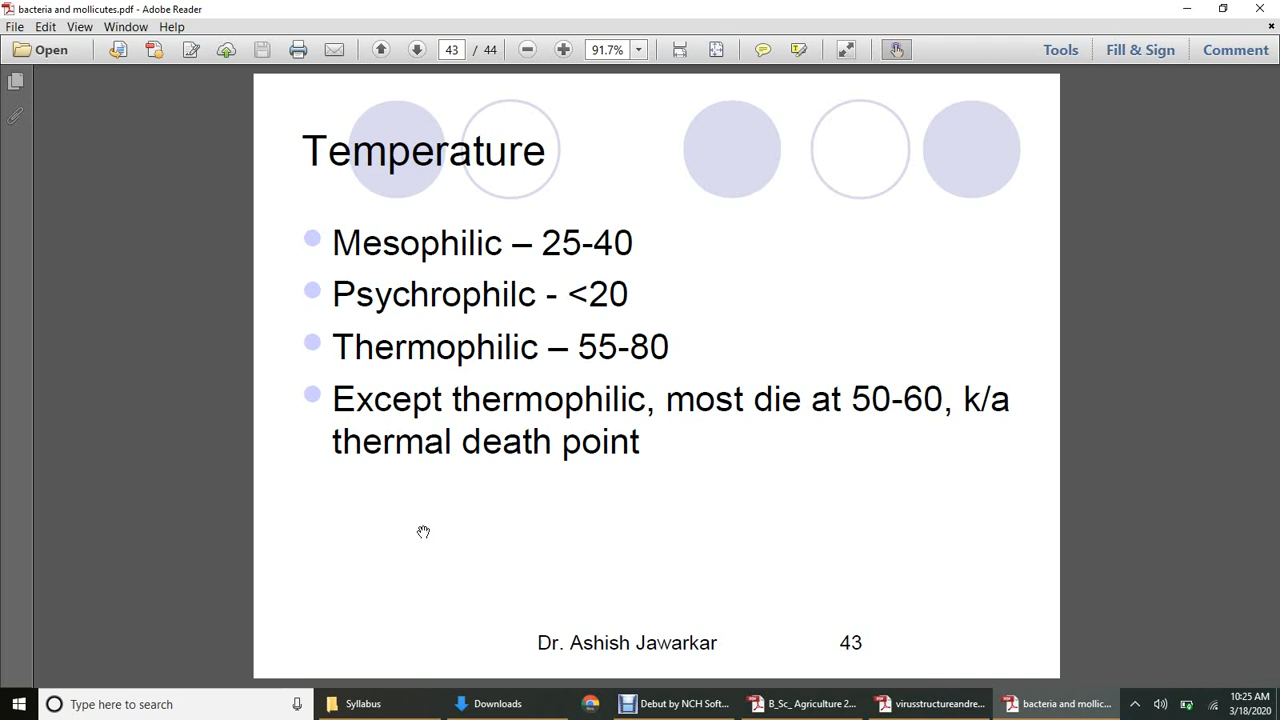 bacteria and mollicutes.pdf - Adobe Reader
File Edit View Window Help
Open 43 / 44 91.7% Tools Fill & Sign Comment
Temperature
Mesophilic – 25-40
Psychrophilc - <20
Thermophilic – 55-80
Except thermophilic, most die at 50-60, k/a
thermal death point
Dr. Ashish Jawarkar 43
Type here to search Syllabus Downloads Debut by NCH Soft... B_Sc_ Agriculture 2... virusstructureandre... bacteria and mollic... 10:25 AM
3/18/2020